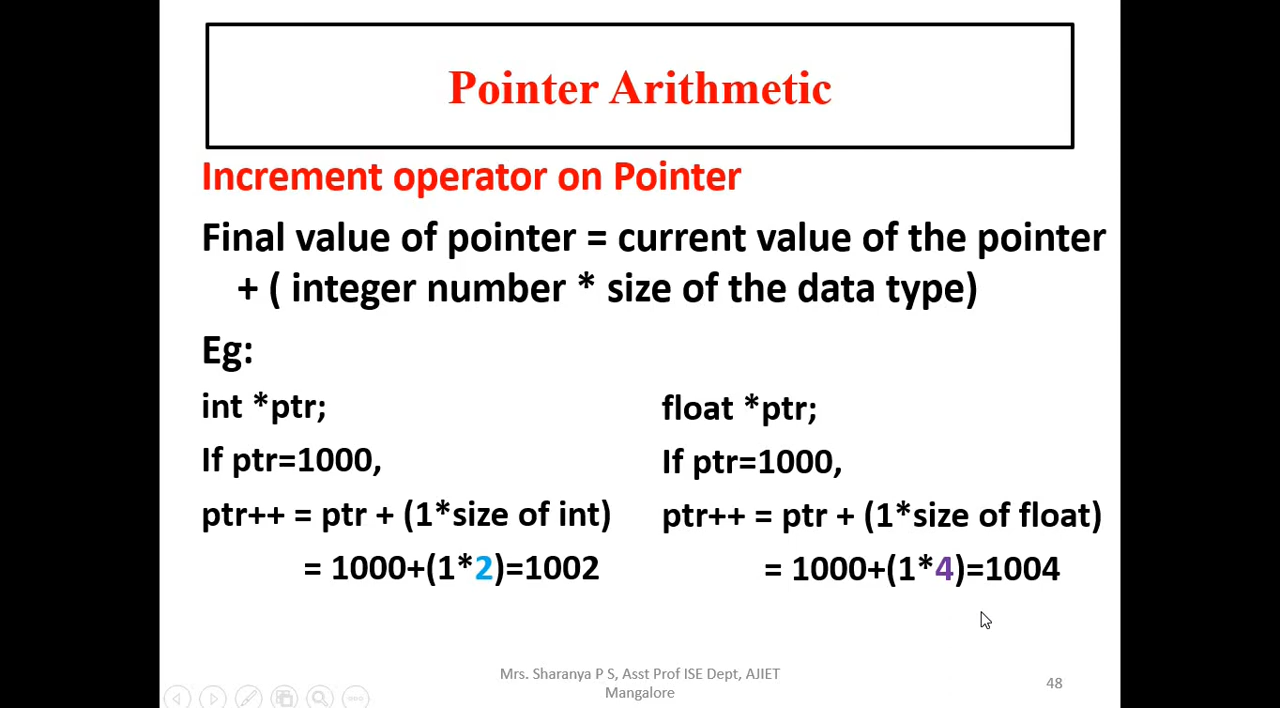 Pointer Arithmetic
Increment operator on Pointer
Final value of pointer = current value of the pointer
+ ( integer number * size of the data type)
Eg:
int *ptr;
If ptr=1000,
ptr++ = ptr + (1*size of int)
= 1000+(1*2)=1002
float *ptr;
If ptr=1000,
ptr++ = ptr + (1*size of float)
= 1000+(1*4)=1004
Mrs. Sharanya P S, Asst Prof ISE Dept, AJIET
Mangalore
48